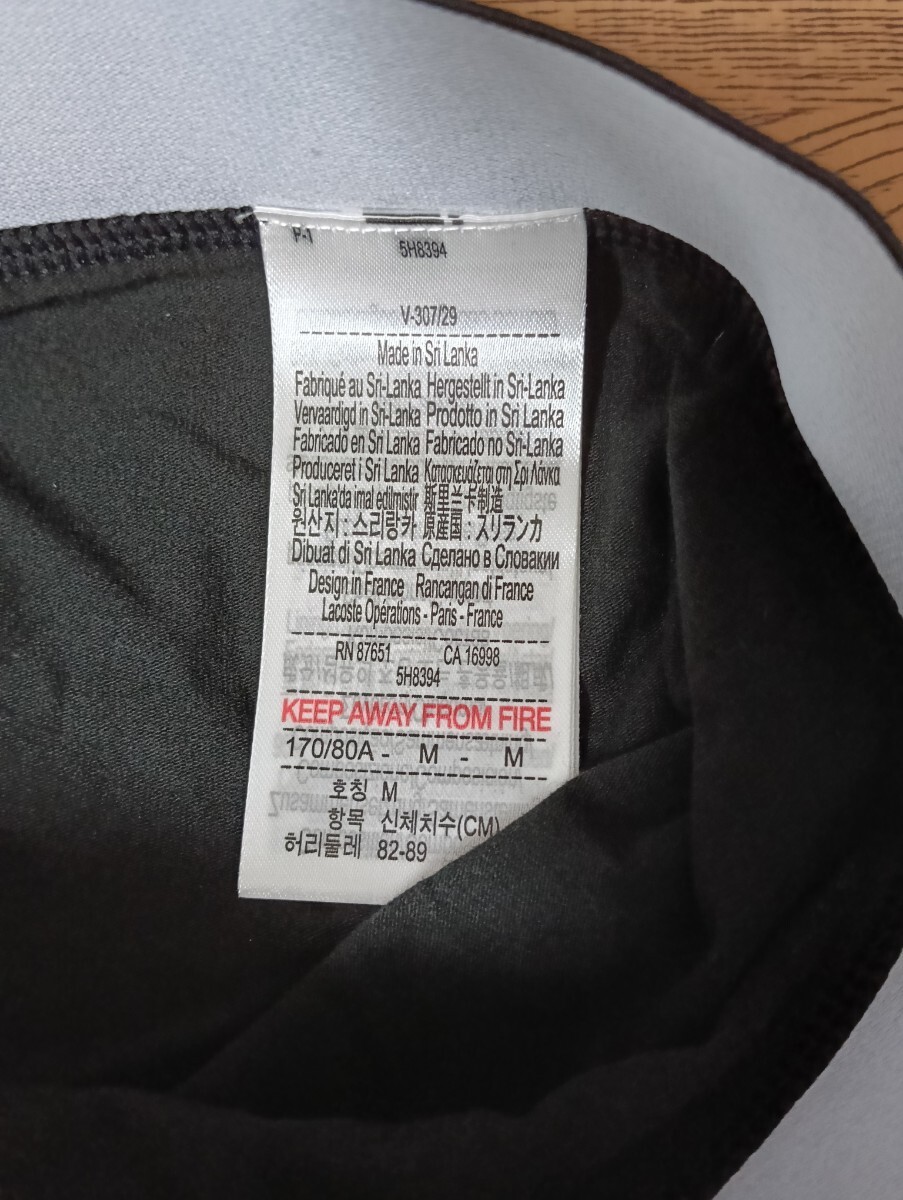 P-1
5H8394
V-307/29
Made in Sri Lanka
Fabriqué au Sri-Lanka Hergestellt in Sri-Lanka
Vervaardigd in Sri-Lanka Prodotto in Sri Lanka
Fabricado en Sri Lanka Fabricado no Sri-Lanka
Produceret i Sri Lanka Κατασκευάζεται στη Σρι Λάνκα
Sri Lanka'da imal edilmistir 斯里兰卡制造
원산지 : 스리랑카 原産国 : スリランカ
Dibuat di Sri Lanka Сделано в Словакии
Design in France Rancangan di France
Lacoste Opérations - Paris - France
RN 87651 CA 16998
5H8394
KEEP AWAY FROM FIRE
170/80A - M - M
호칭 M
항목 신체치수(CM)
허리둘레 82-89